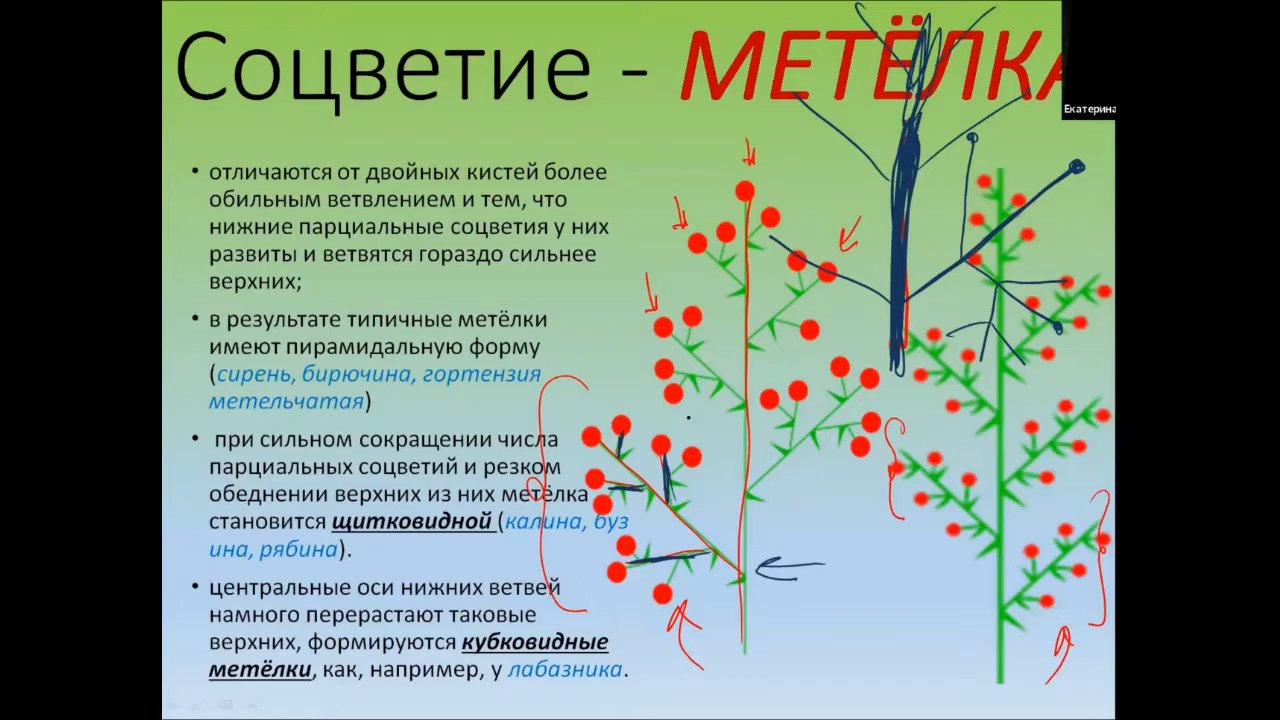 Соцветие - МЕТЁЛКА
Екатерина
• отличаются от двойных кистей более
обильным ветвлением и тем, что
нижние парциальные соцветия у них
развиты и ветвятся гораздо сильнее
верхних;
• в результате типичные метёлки
имеют пирамидальную форму
(сирень, бирючина, гортензия
метельчатая)
• при сильном сокращении числа
парциальных соцветий и резком
обеднении верхних из них метёлка
становится щитковидной (калина, буз
ина, рябина).
• центральные оси нижних ветвей
намного перерастают таковые
верхних, формируются кубковидные
метёлки, как, например, у лабазника.